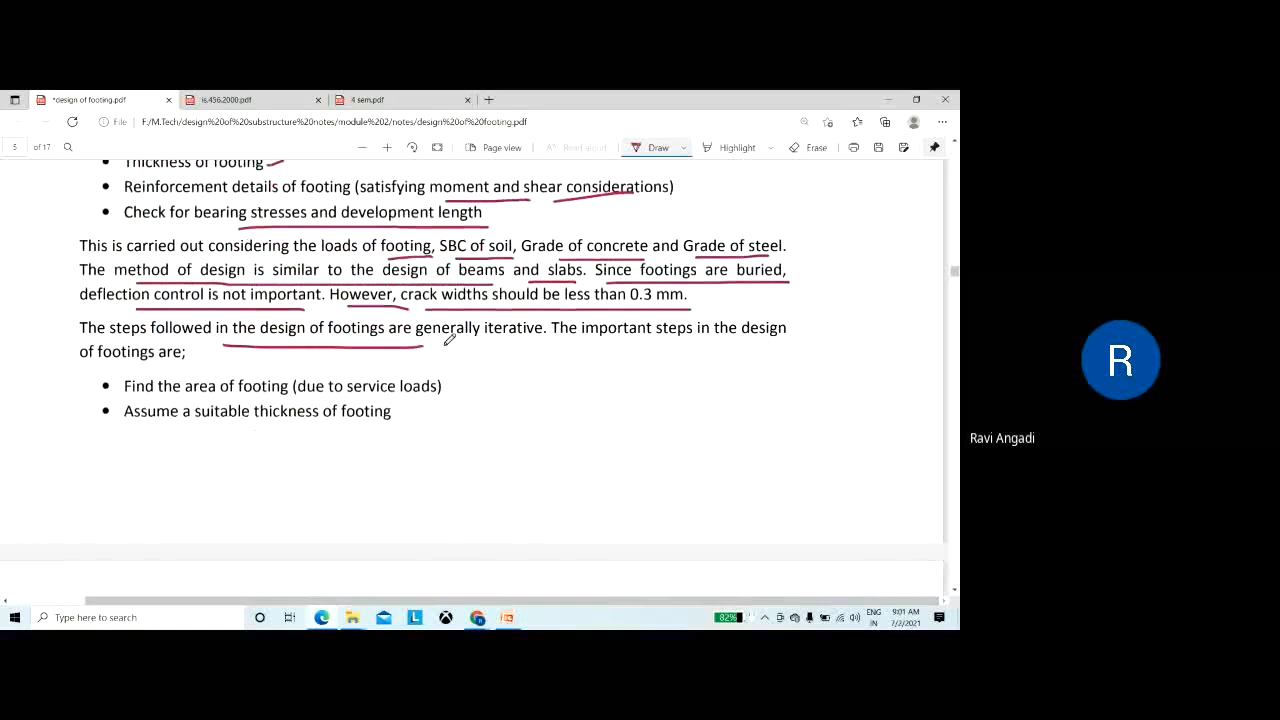 *design of footing.pdf
is.456.2000.pdf
4 sem.pdf
File
F:/M.Tech/design%20of%20substructure%20notes/module%202/notes/design%20of%20footing.pdf
5 of 17
Page view
Read aloud
Draw
Highlight
Erase
• Thickness of footing
• Reinforcement details of footing (satisfying moment and shear considerations)
• Check for bearing stresses and development length
This is carried out considering the loads of footing, SBC of soil, Grade of concrete and Grade of steel.
The method of design is similar to the design of beams and slabs. Since footings are buried,
deflection control is not important. However, crack widths should be less than 0.3 mm.
The steps followed in the design of footings are generally iterative. The important steps in the design
of footings are;
• Find the area of footing (due to service loads)
• Assume a suitable thickness of footing
R
Ravi Angadi
Type here to search
L
82%
ENG
IN
9:01 AM
7/2/2021